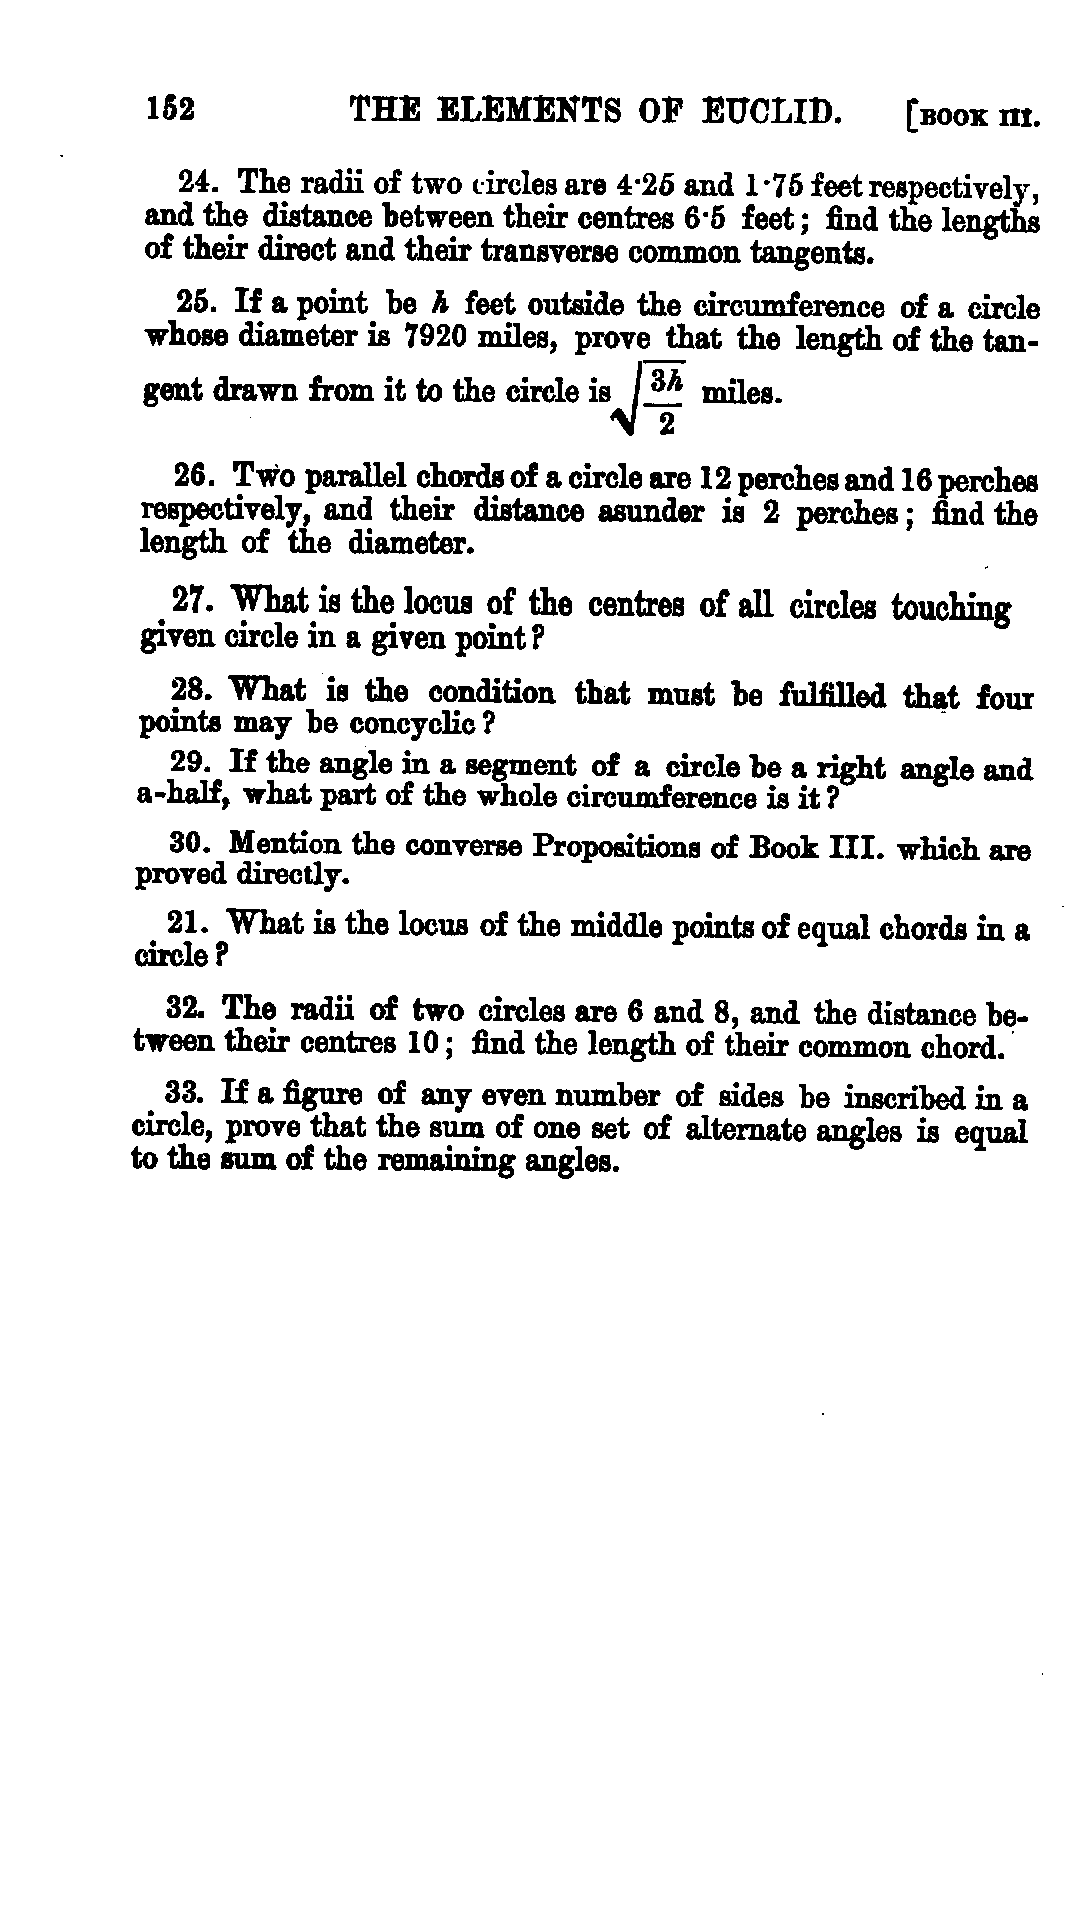 152 THE ELEMENTS OF EUCLID. [BOOK III.
24. The radii of two circles are 4·25 and 1·75 feet respectively,
and the distance between their centres 6·5 feet; find the lengths
of their direct and their transverse common tangents.
25. If a point be h feet outside the circumference of a circle
whose diameter is 7920 miles, prove that the length of the tan-
gent drawn from it to the circle is √(3h/2) miles.
26. Two parallel chords of a circle are 12 perches and 16 perches
respectively, and their distance asunder is 2 perches; find the
length of the diameter.
27. What is the locus of the centres of all circles touching
given circle in a given point?
28. What is the condition that must be fulfilled that four
points may be concyclic?
29. If the angle in a segment of a circle be a right angle and
a-half, what part of the whole circumference is it?
30. Mention the converse Propositions of Book III. which are
proved directly.
21. What is the locus of the middle points of equal chords in a
circle?
32. The radii of two circles are 6 and 8, and the distance be-
tween their centres 10; find the length of their common chord.
33. If a figure of any even number of sides be inscribed in a
circle, prove that the sum of one set of alternate angles is equal
to the sum of the remaining angles.